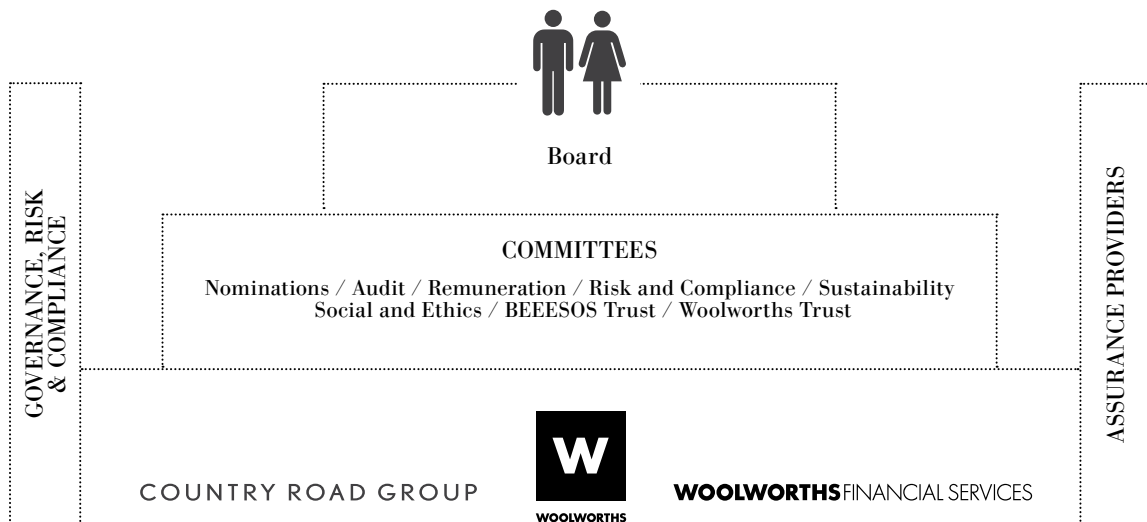 Board
GOVERNANCE, RISK
& COMPLIANCE
COMMITTEES
Nominations / Audit / Remuneration / Risk and Compliance / Sustainability
Social and Ethics / BEEESOS Trust / Woolworths Trust
ASSURANCE PROVIDERS
COUNTRY ROAD GROUP
W
WOOLWORTHS
WOOLWORTHS FINANCIAL SERVICES